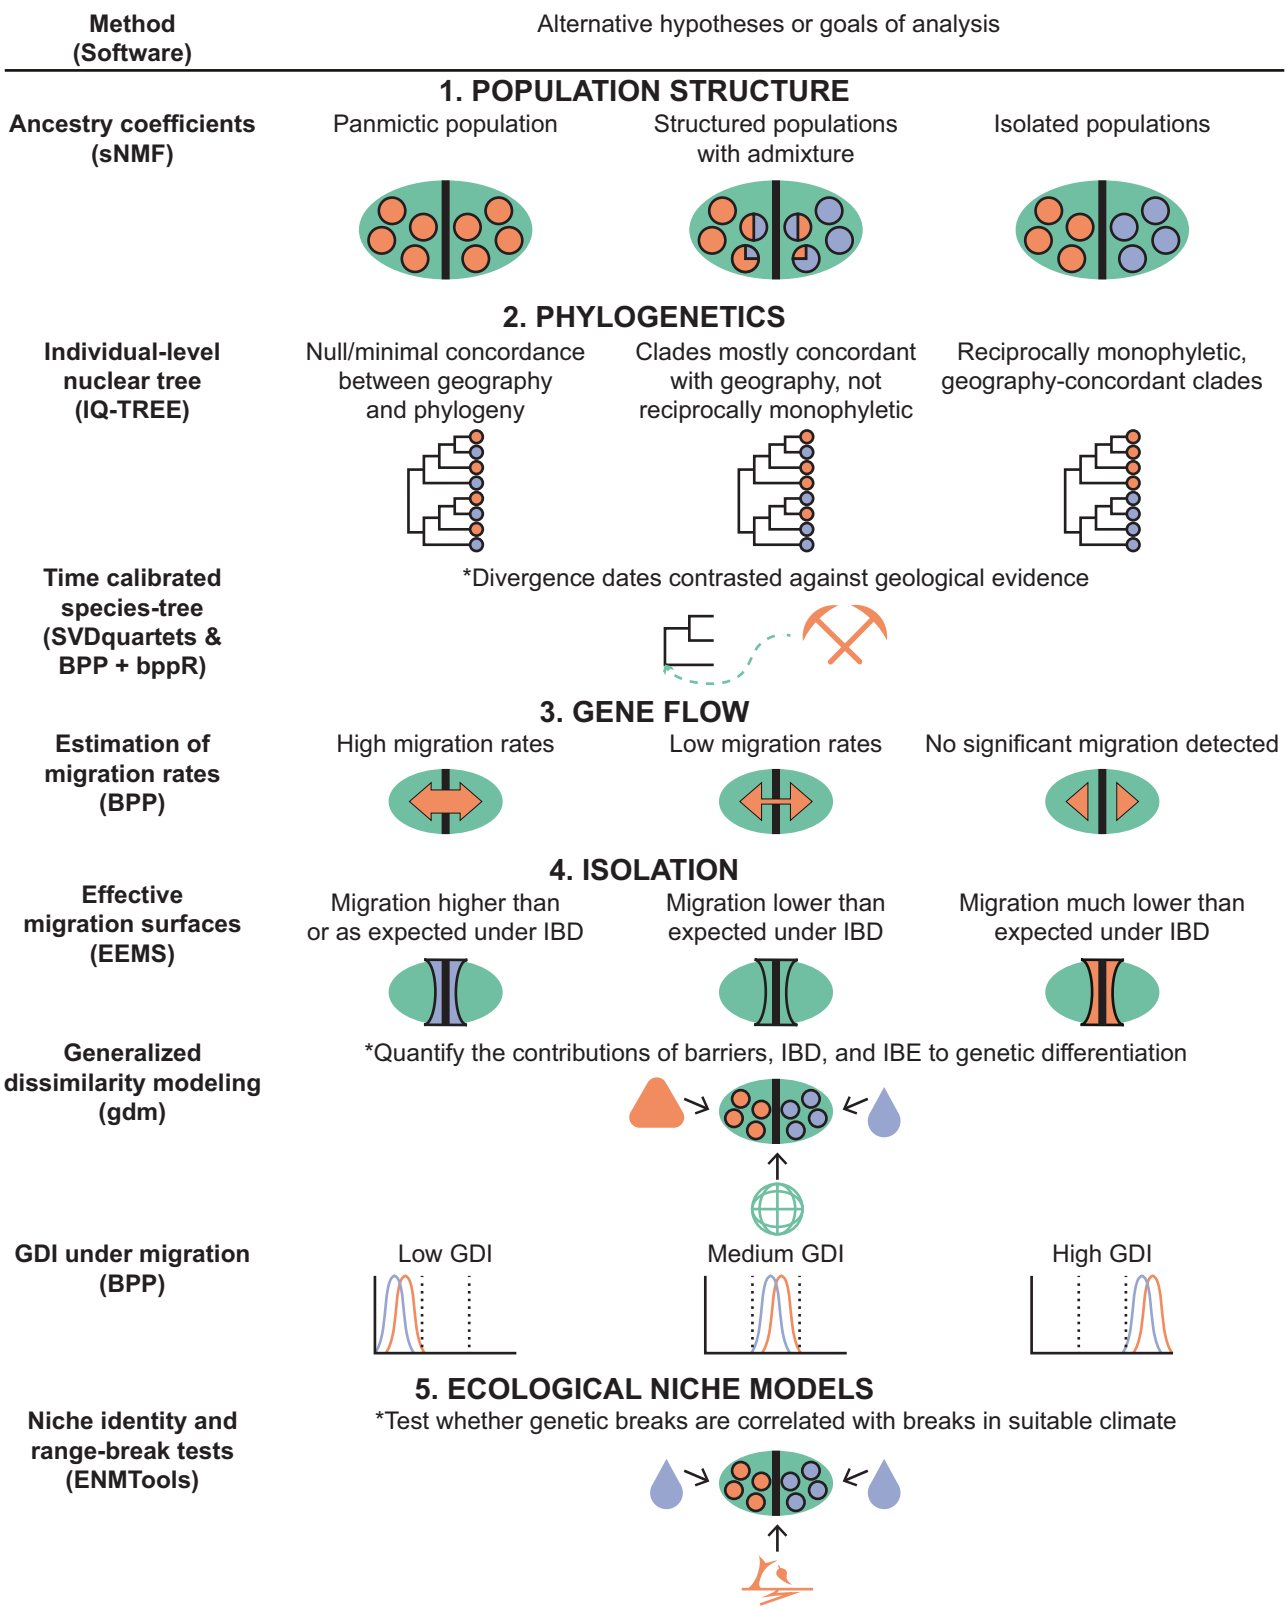 Method
(Software)
Alternative hypotheses or goals of analysis
1. POPULATION STRUCTURE
Ancestry coefficients
(sNMF)
Panmictic population
Structured populations
with admixture
Isolated populations
2. PHYLOGENETICS
Individual-level
nuclear tree
(IQ-TREE)
Null/minimal concordance
between geography
and phylogeny
Clades mostly concordant
with geography, not
reciprocally monophyletic
Reciprocally monophyletic,
geography-concordant clades
Time calibrated
species-tree
(SVDquartets &
BPP + bppR)
*Divergence dates contrasted against geological evidence
3. GENE FLOW
Estimation of
migration rates
(BPP)
High migration rates
Low migration rates
No significant migration detected
4. ISOLATION
Effective
migration surfaces
(EEMS)
Migration higher than
or as expected under IBD
Migration lower than
expected under IBD
Migration much lower than
expected under IBD
Generalized
dissimilarity modeling
(gdm)
*Quantify the contributions of barriers, IBD, and IBE to genetic differentiation
GDI under migration
(BPP)
Low GDI
Medium GDI
High GDI
5. ECOLOGICAL NICHE MODELS
Niche identity and
range-break tests
(ENMTools)
*Test whether genetic breaks are correlated with breaks in suitable climate